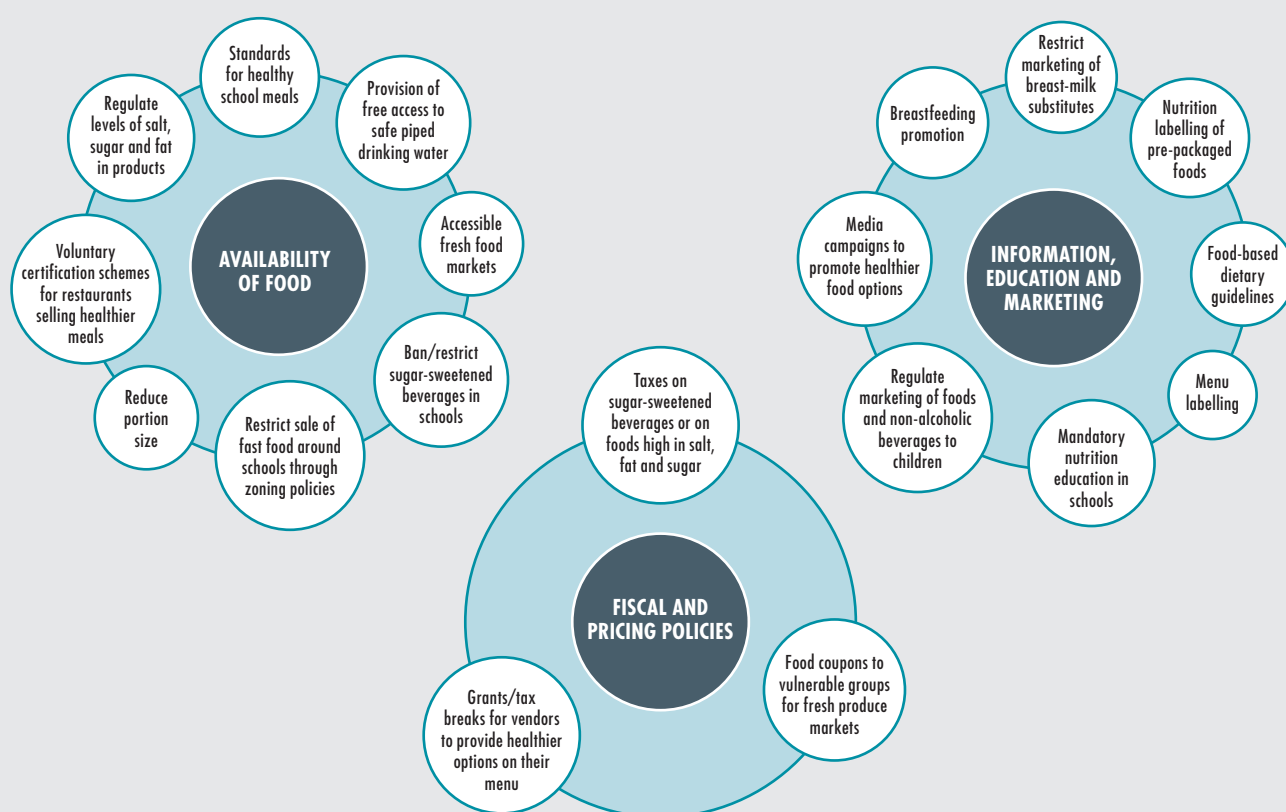 AVAILABILITY
OF FOOD
Standards
for healthy
school meals
Provision of
free access to
safe piped
drinking water
Accessible
fresh food
markets
Ban/restrict
sugar-sweetened
beverages in
schools
Restrict sale of
fast food around
schools through
zoning policies
Reduce
portion
size
Voluntary
certification schemes
for restaurants
selling healthier
meals
Regulate
levels of salt,
sugar and fat
in products
INFORMATION,
EDUCATION AND
MARKETING
Restrict
marketing of
breast-milk
substitutes
Nutrition
labelling of
pre-packaged
foods
Food-based
dietary
guidelines
Menu
labelling
Mandatory
nutrition
education in
schools
Regulate
marketing of foods
and non-alcoholic
beverages to
children
Media
campaigns to
promote healthier
food options
Breastfeeding
promotion
FISCAL AND
PRICING POLICIES
Taxes on
sugar-sweetened
beverages or on
foods high in salt,
fat and sugar
Food coupons to
vulnerable groups
for fresh produce
markets
Grants/tax
breaks for vendors
to provide healthier
options on their
menu